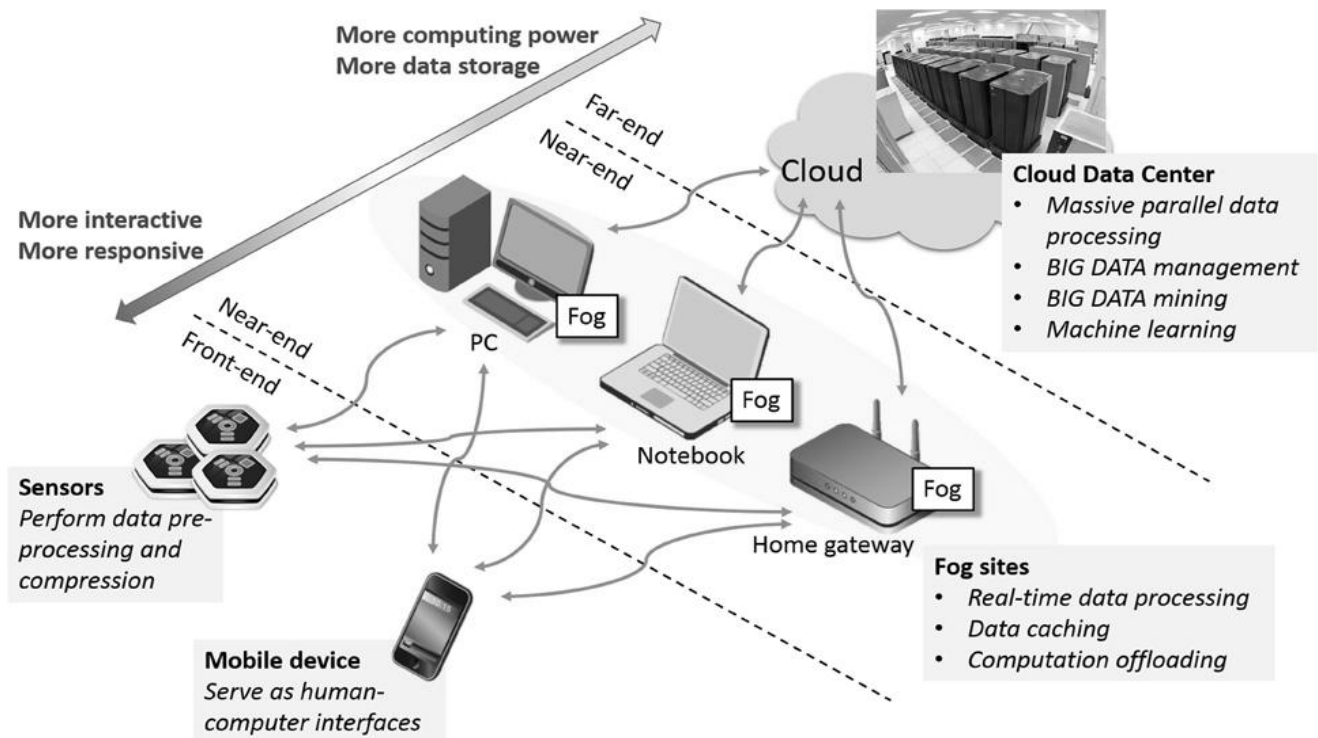 More computing power
More data storage
More interactive
More responsive
Far-end
Near-end
Near-end
Front-end
Cloud
Cloud Data Center
• Massive parallel data
processing
• BIG DATA management
• BIG DATA mining
• Machine learning
PC
Fog
Notebook
Fog
Home gateway
Fog
Sensors
Perform data pre-
processing and
compression
Mobile device
Serve as human-
computer interfaces
Fog sites
• Real-time data processing
• Data caching
• Computation offloading